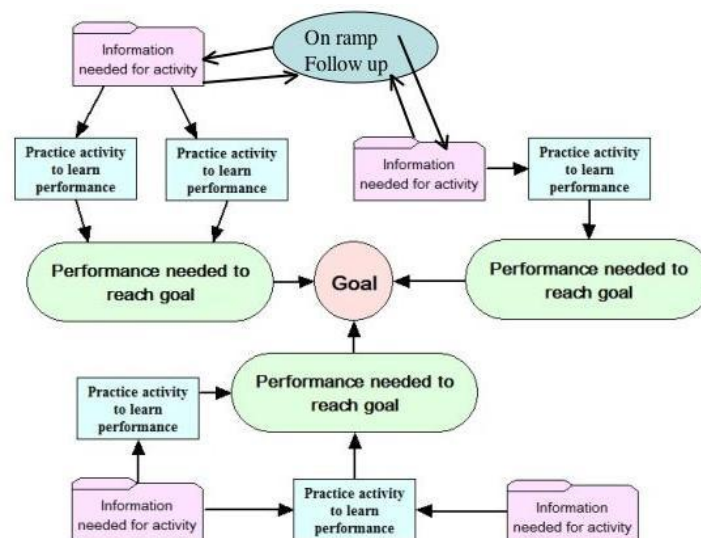 On ramp
Follow up
Information
needed for activity
Practice activity
to learn
performance
Practice activity
to learn
performance
Information
needed for activity
Practice activity
to learn
performance
Performance needed to
reach goal
Goal
Performance needed to
reach goal
Performance needed to
reach goal
Practice activity
to learn
performance
Information
needed for activity
Practice activity
to learn
performance
Information
needed for activity